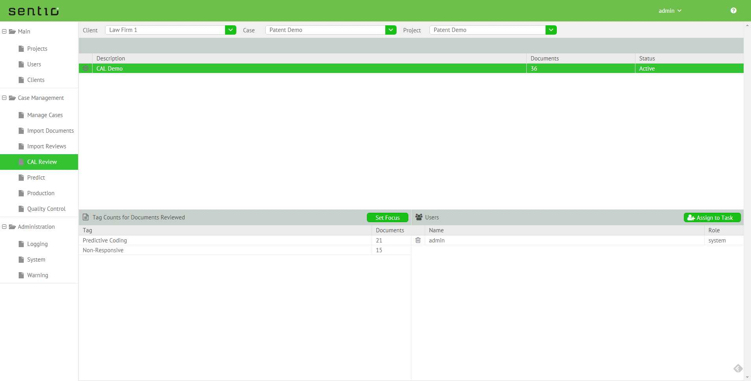 sentio
admin
Main
Projects
Users
Clients
Case Management
Manage Cases
Import Documents
Import Reviews
CAL Review
Predict
Production
Quality Control
Administration
Logging
System
Warning
Client Law Firm 1 Case Patent Demo Project Patent Demo
Description Documents Status
CAL Demo 36 Active
Tag Counts for Documents Reviewed Set Focus
Tag Documents
Predictive Coding 21
Non-Responsive 15
Users Assign to Task
Name Role
admin system